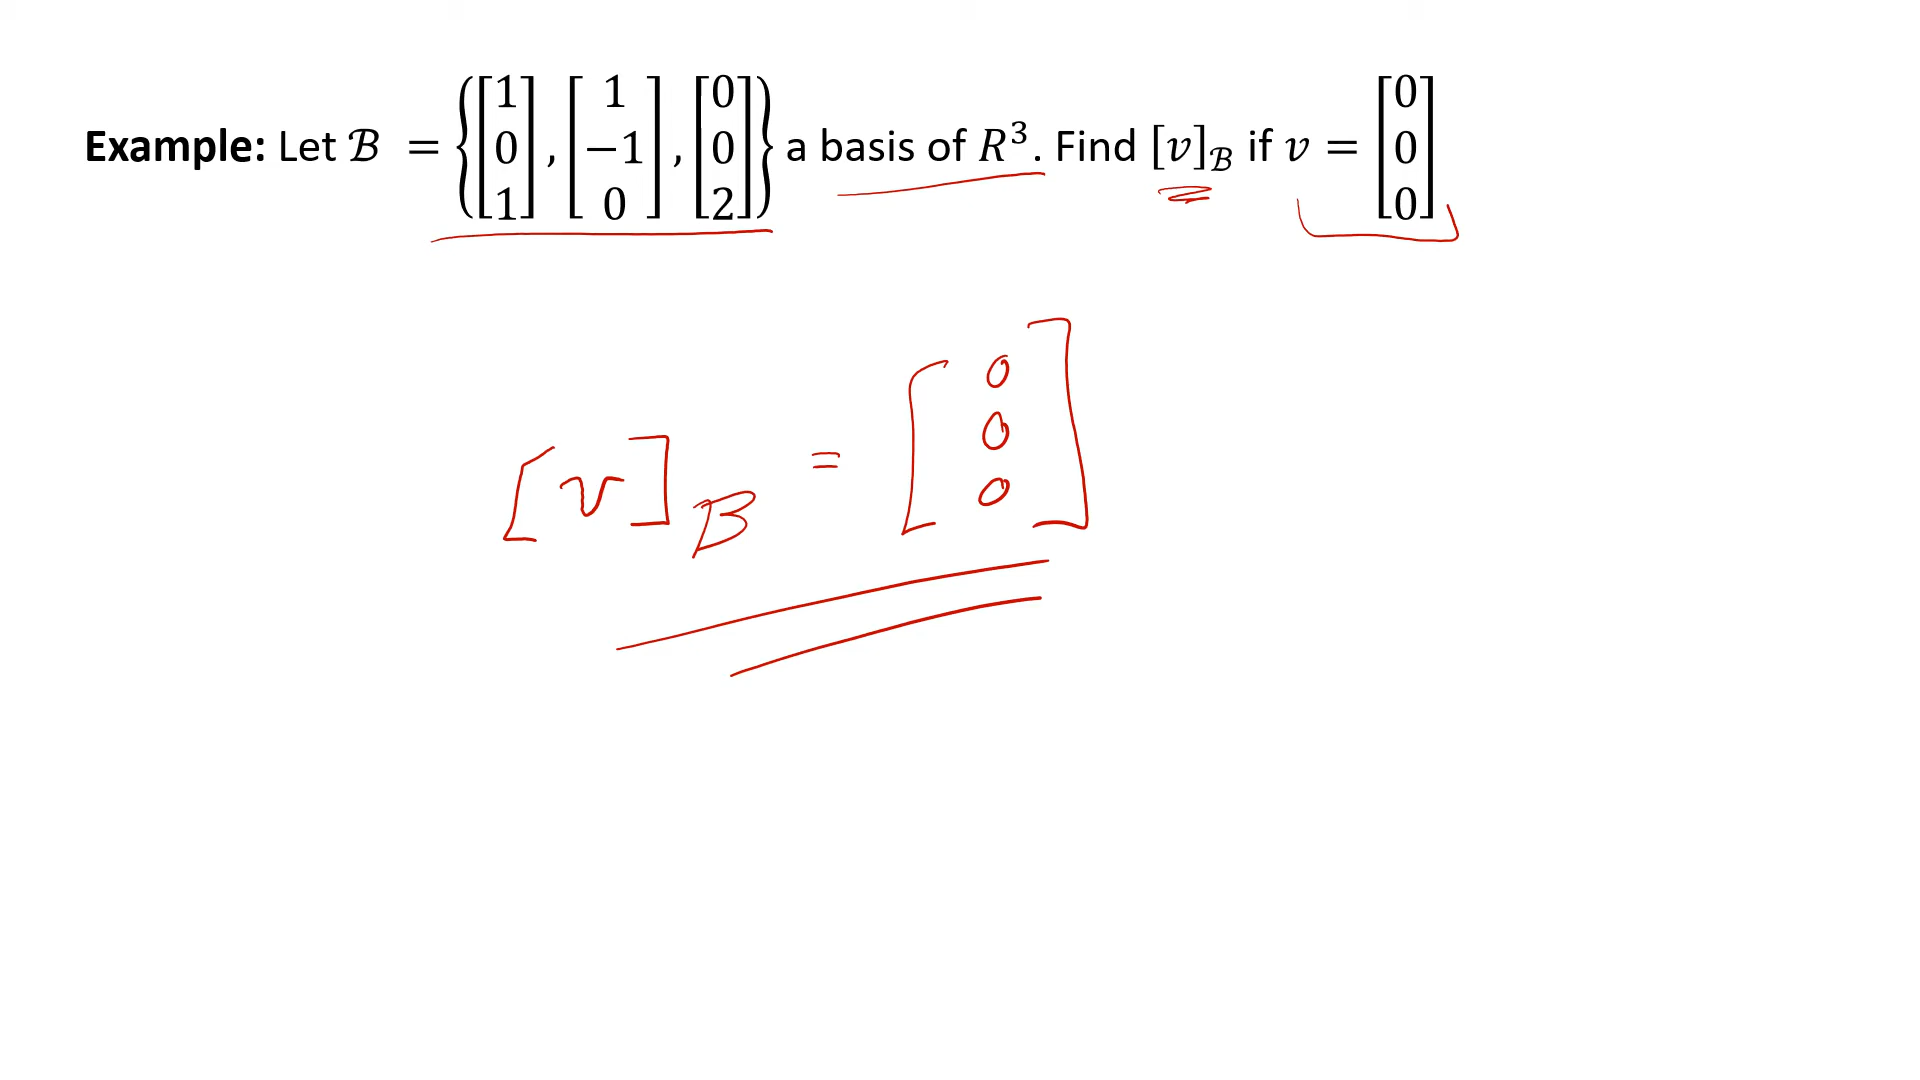 Example: Let ℬ = {[1 0 1], [1 −1 0], [0 0 2]} a basis of R³. Find [v]_ℬ if v = [0 0 0]
[v]_B = [0 0 0]